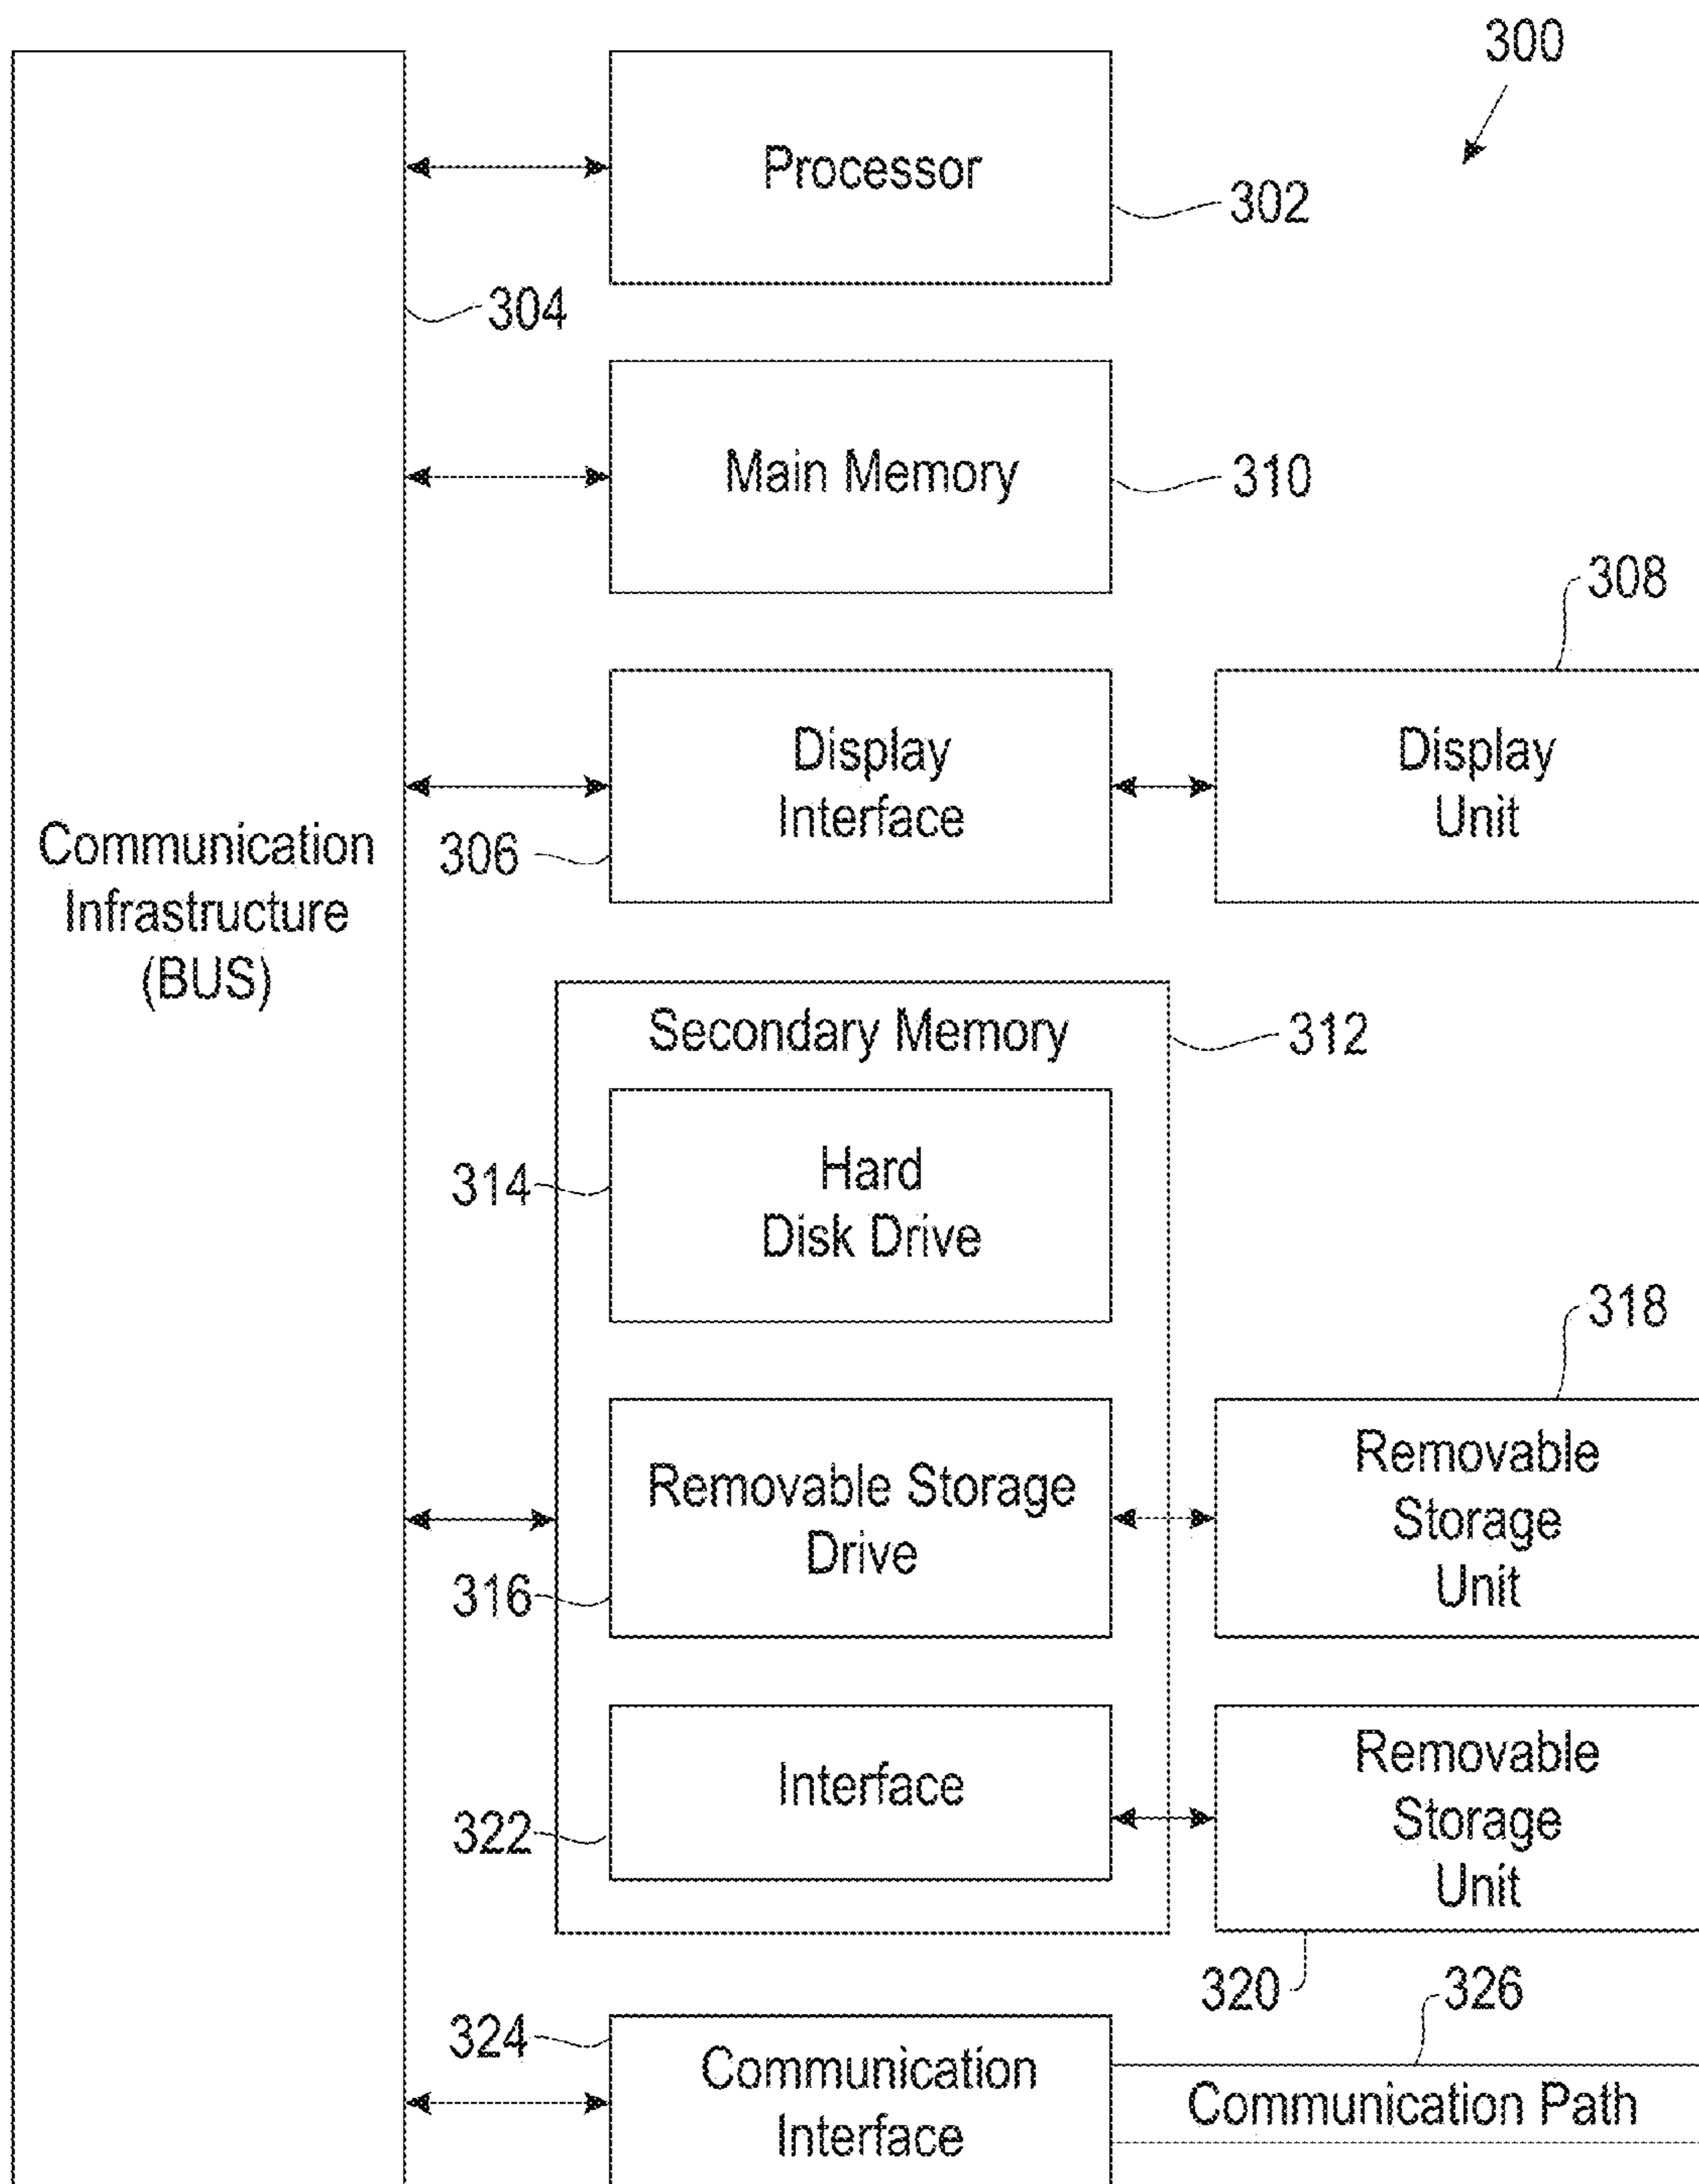 300
Processor
302
304
Main Memory
310
308
Display
Interface
Display
Unit
306
Communication
Infrastructure
(BUS)
Secondary Memory
312
Hard
Disk Drive
314
318
Removable Storage
Drive
316
Removable
Storage
Unit
Interface
322
Removable
Storage
Unit
320
326
324
Communication
Interface
Communication Path